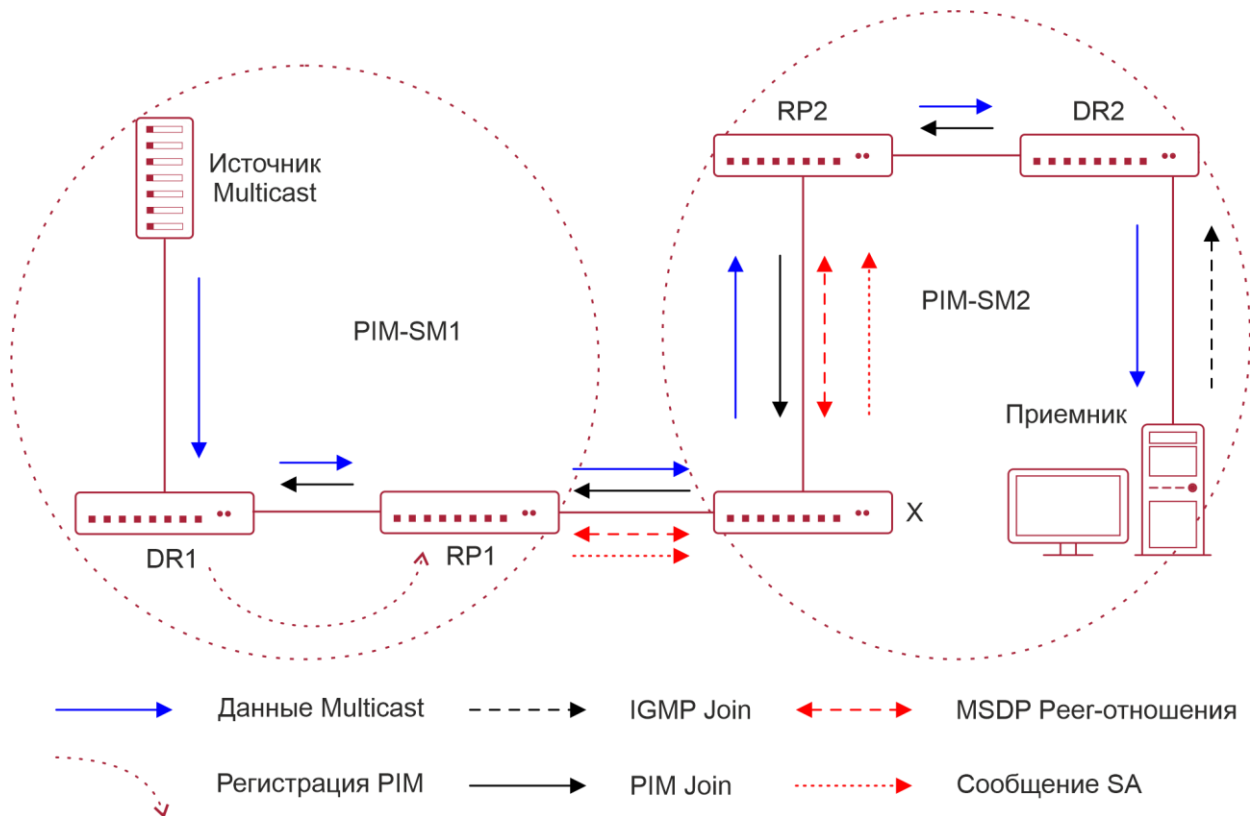 RP2
DR2
Источник
Multicast
PIM-SM1
PIM-SM2
Приемник
X
DR1
RP1
Данные Multicast
IGMP Join
MSDP Peer-отношения
Регистрация PIM
PIM Join
Сообщение SA